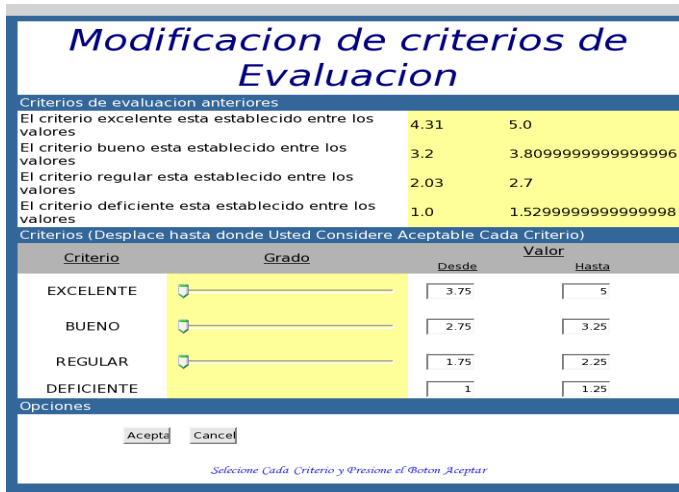 Modificacion de criterios de
Evaluacion
Criterios de evaluacion anteriores
El criterio excelente esta establecido entre los
valores
4.31 5.0
El criterio bueno esta establecido entre los
valores
3.2 3.8099999999999996
El criterio regular esta establecido entre los
valores
2.03 2.7
El criterio deficiente esta establecido entre los
valores
1.0 1.5299999999999998
Criterios (Desplace hasta donde Usted Considere Aceptable Cada Criterio)
Criterio Grado Valor
Desde Hasta
EXCELENTE 3.75 5
BUENO 2.75 3.25
REGULAR 1.75 2.25
DEFICIENTE 1 1.25
Opciones
Acepta Cancel
Selecione Cada Criterio y Presione el Boton Aceptar